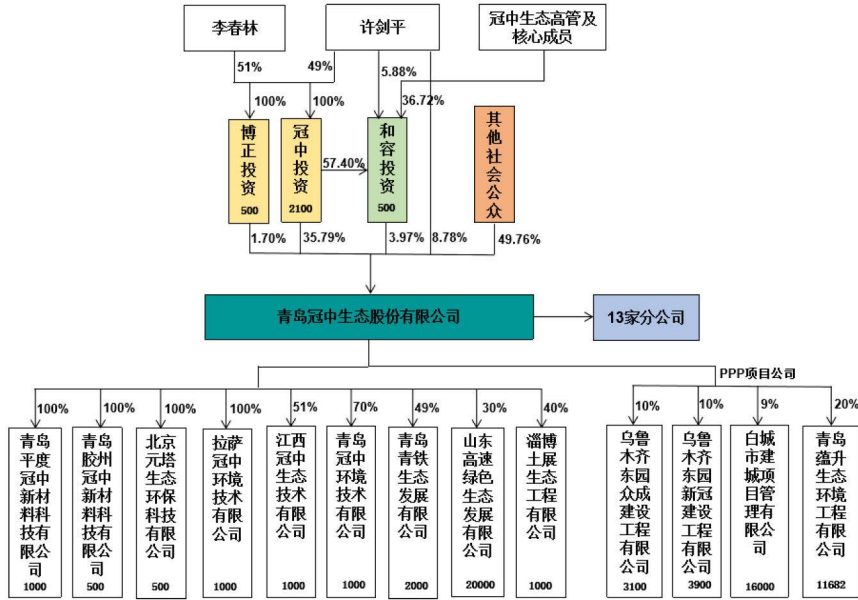 李春林
许剑平
冠中生态高管及
核心成员
51%
49%
5.88%
36.72%
100%
100%
博正投资
500
冠中投资
2100
57.40%
和容投资
500
其他社会公众
1.70%
35.79%
3.97%
8.78%
49.76%
青岛冠中生态股份有限公司
13家分公司
PPP项目公司
100%
100%
100%
100%
51%
70%
49%
30%
40%
10%
10%
9%
20%
青岛平度冠中新材料科技有限公司
1000
青岛胶州冠中新材料科技有限公司
500
北京元塔生态环保科技有限公司
500
拉萨冠中环境技术有限公司
1000
江西冠中生态技术有限公司
1000
青岛冠中环境技术有限公司
1000
青岛青铁生态发展有限公司
2000
山东高速绿色生态发展有限公司
20000
淄博土展生态工程有限公司
1000
乌鲁木齐东园众成建设工程有限公司
3100
乌鲁木齐东园新冠建设工程有限公司
3900
白城市建城项目管理有限公司
16000
青岛蕴升生态环境工程有限公司
11682